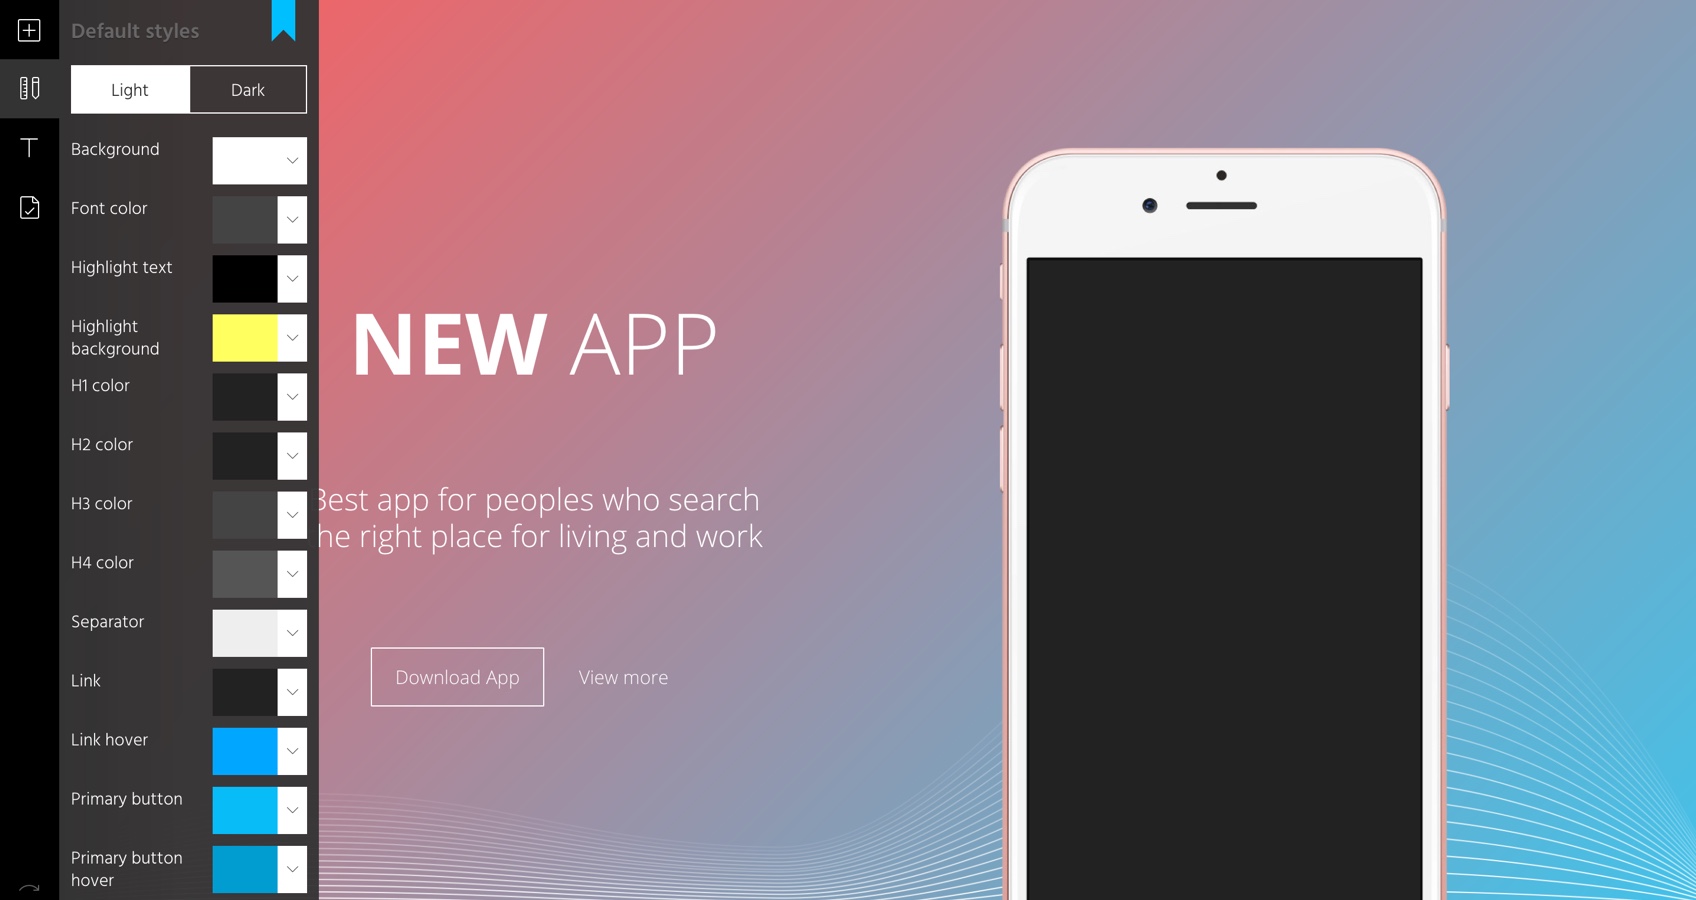 Default styles
Light
Dark
Background
Font color
Highlight text
Highlight
background
H1 color
H2 color
H3 color
H4 color
Separator
Link
Link hover
Primary button
Primary button
hover
NEW APP
Best app for peoples who search
he right place for living and work
Download App
View more